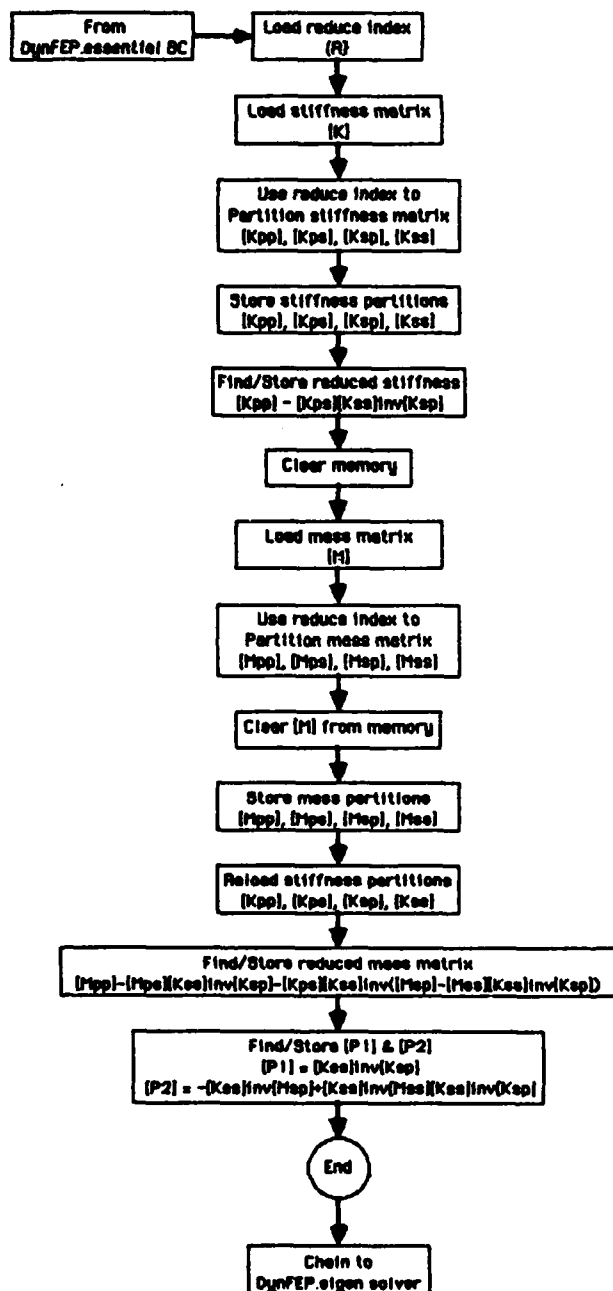 From
DynFEP.essential BC
Load reduce index
{R}
Load stiffness matrix
[K]
Use reduce index to
Partition stiffness matrix
[Kpp], [Kps], [Ksp], [Kss]
Store stiffness partitions
[Kpp], [Kps], [Ksp], [Kss]
Find/Store reduced stiffness
[Kpp] - [Kps][Kss]inv[Ksp]
Clear memory
Load mass matrix
[M]
Use reduce index to
Partition mass matrix
[Mpp], [Mps], [Msp], [Mss]
Clear [M] from memory
Store mass partitions
[Mpp], [Mps], [Msp], [Mss]
Reload stiffness partitions
[Kpp], [Kps], [Ksp], [Kss]
Find/Store reduced mass matrix
[Mpp]-[Mps][Kss]inv[Ksp]-[Kps][Kss]inv([Msp]-[Mss][Kss]inv[Ksp])
Find/Store [P1] & [P2]
[P1] = [Kss]inv[Ksp]
[P2] = -[Kss]inv[Msp]+[Kss]inv[Mss][Kss]inv[Ksp]
End
Chain to
DynFEP.eigen solver